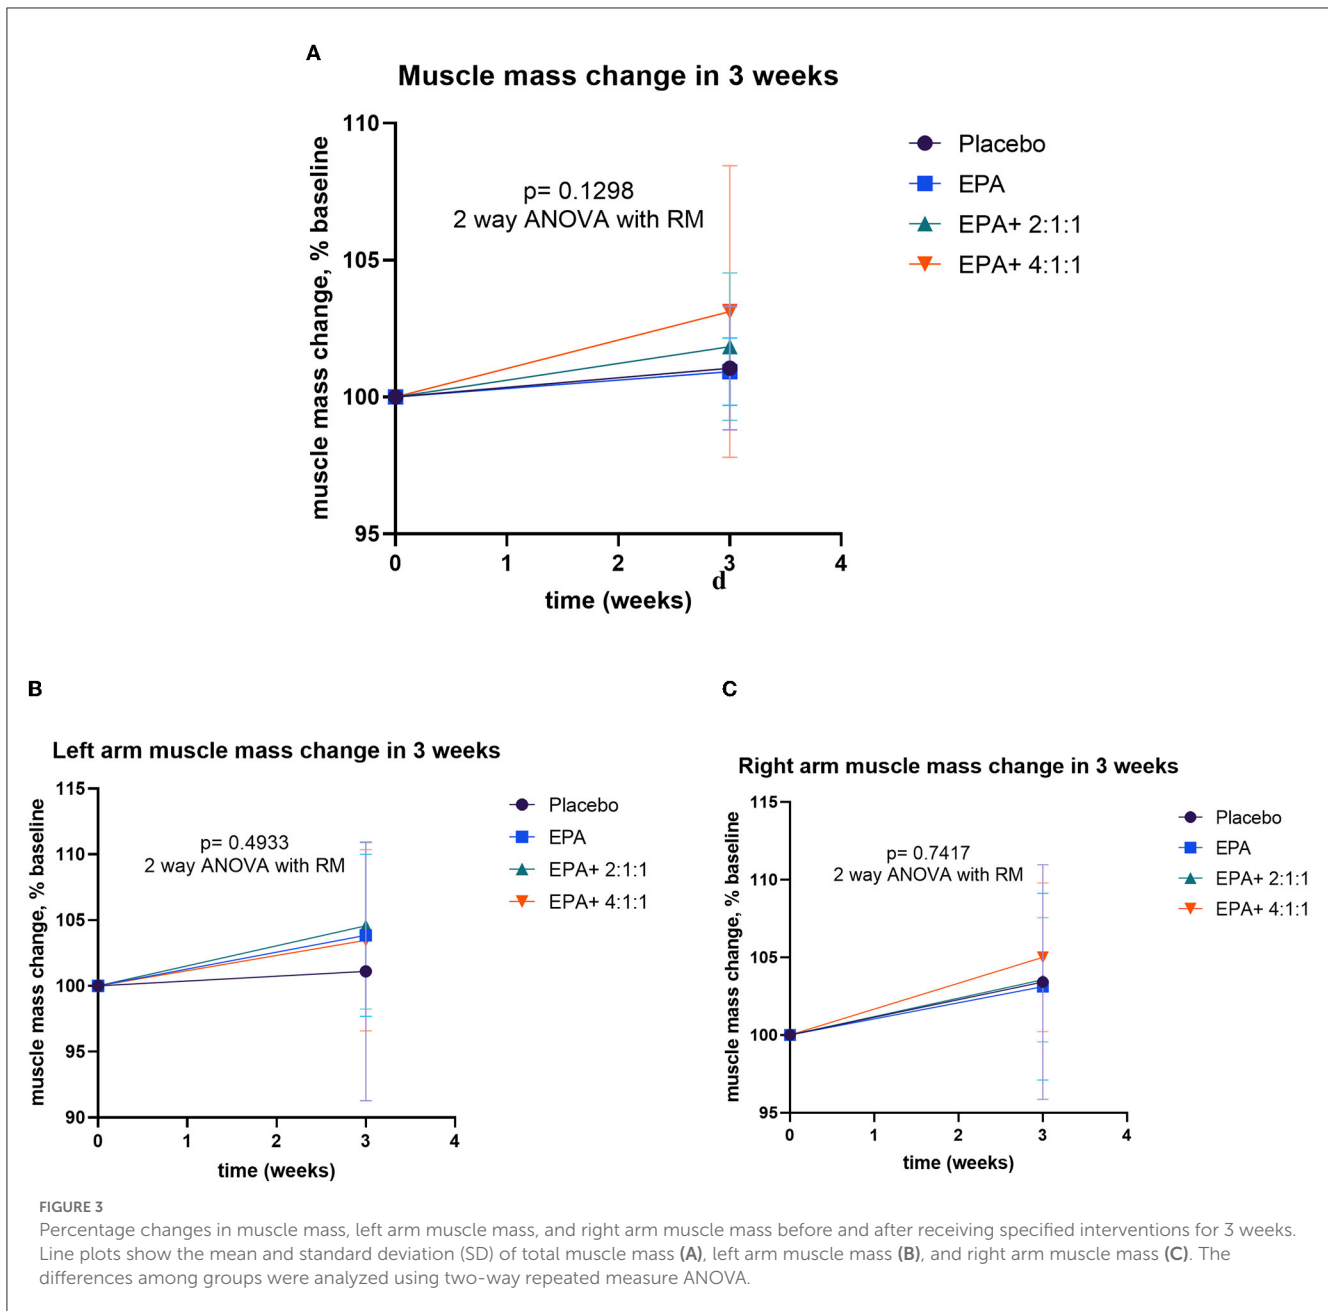 A
Muscle mass change in 3 weeks
muscle mass change, % baseline
110
105
100
95
p= 0.1298
2 way ANOVA with RM
Placebo
EPA
EPA+ 2:1:1
EPA+ 4:1:1
0 1 2 3 4
d
time (weeks)
B
Left arm muscle mass change in 3 weeks
muscle mass change, % baseline
115
110
105
100
95
90
p= 0.4933
2 way ANOVA with RM
Placebo
EPA
EPA+ 2:1:1
EPA+ 4:1:1
0 1 2 3 4
time (weeks)
C
Right arm muscle mass change in 3 weeks
muscle mass change, % baseline
115
110
105
100
95
p= 0.7417
2 way ANOVA with RM
Placebo
EPA
EPA+ 2:1:1
EPA+ 4:1:1
0 1 2 3 4
time (weeks)
FIGURE 3
Percentage changes in muscle mass, left arm muscle mass, and right arm muscle mass before and after receiving specified interventions for 3 weeks.
Line plots show the mean and standard deviation (SD) of total muscle mass (A), left arm muscle mass (B), and right arm muscle mass (C). The
differences among groups were analyzed using two-way repeated measure ANOVA.